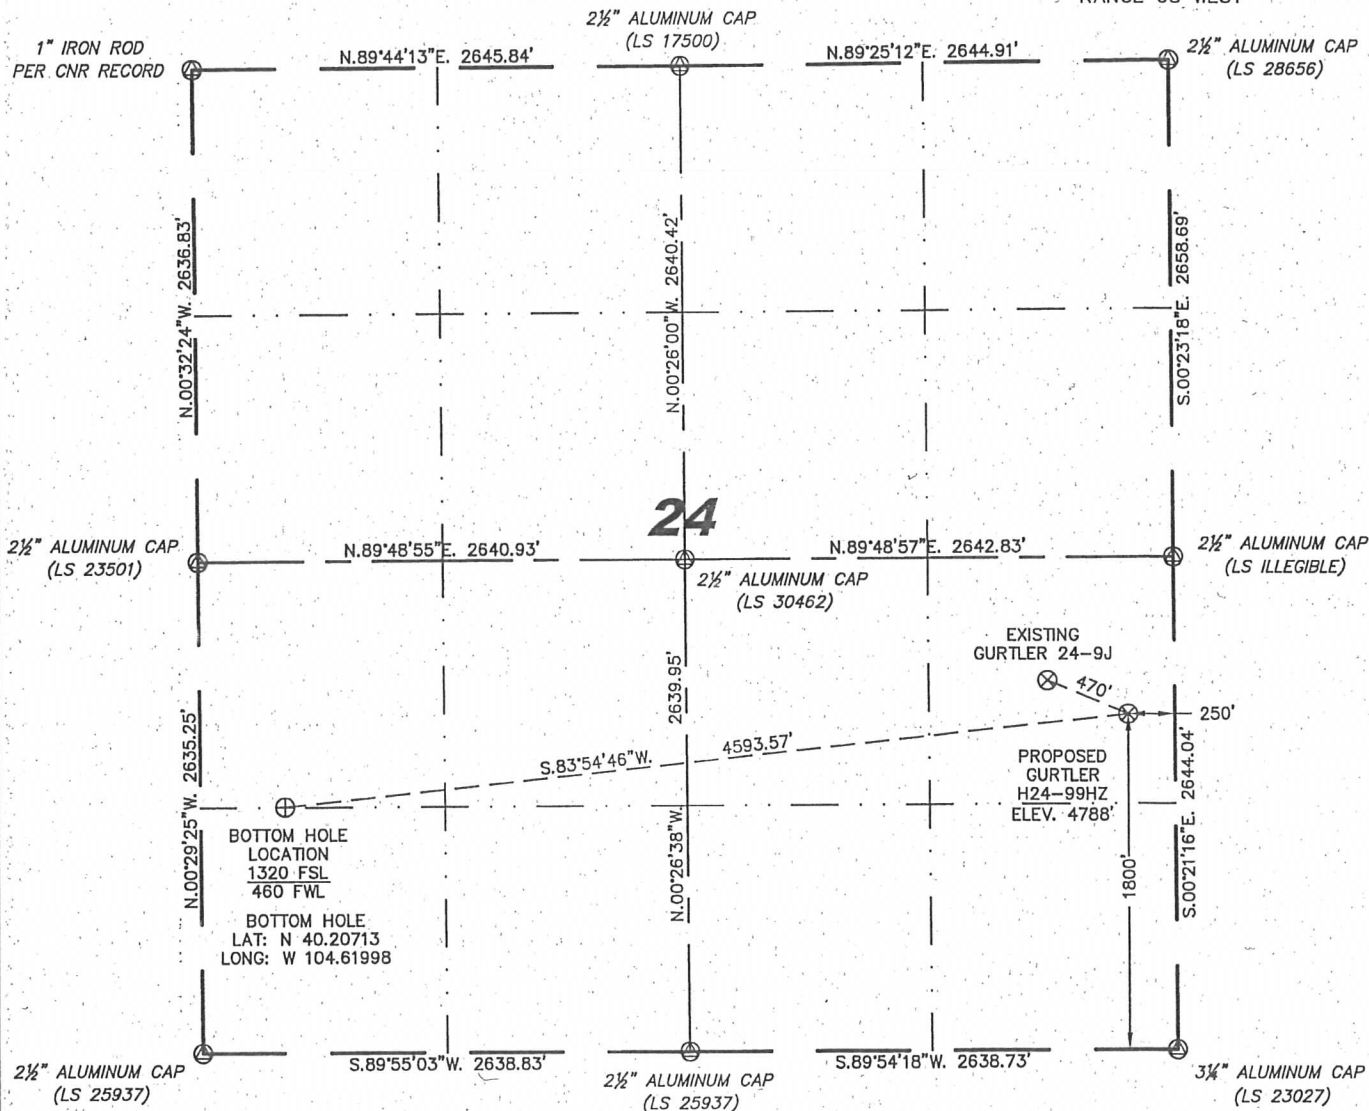 RANGE 65 WEST
2½" ALUMINUM CAP
(LS 17500)
1" IRON ROD
PER CNR RECORD
N.89°44'13"E. 2645.84'
N.89°25'12"E. 2644.91'
2½" ALUMINUM CAP
(LS 28656)
N.00°32'24"W. 2636.83'
N.00°26'00"W. 2640.42'
S.00°23'18"E. 2658.69'
24
2½" ALUMINUM CAP
(LS 23501)
N.89°48'55"E. 2640.93'
N.89°48'57"E. 2642.83'
2½" ALUMINUM CAP
(LS ILLEGIBLE)
2½" ALUMINUM CAP
(LS 30462)
EXISTING
GURTLER 24-9J
470'
250'
N.00°29'25"W. 2635.25'
N.00°26'38"W. 2639.95'
S.83°54'46"W. 4593.57'
PROPOSED
GURTLER
H24-99HZ
ELEV. 4788'
S.00°21'16"E. 2644.04'
1800'
BOTTOM HOLE
LOCATION
1320 FSL
460 FWL
BOTTOM HOLE
LAT: N 40.20713
LONG: W 104.61998
2½" ALUMINUM CAP
(LS 25937)
S.89°55'03"W. 2638.83'
2½" ALUMINUM CAP
(LS 25937)
S.89°54'18"W. 2638.73'
3¼" ALUMINUM CAP
(LS 23027)